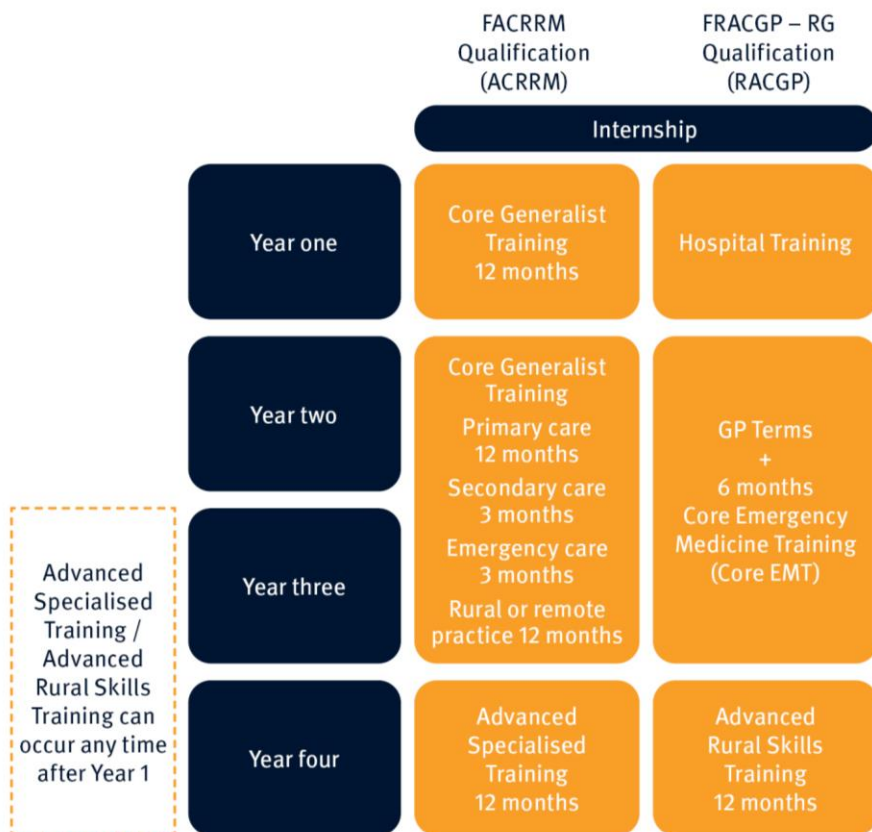 FACRRM
Qualification
(ACRRM)
FRACGP – RG
Qualification
(RACGP)
Internship
Year one
Core Generalist
Training
12 months
Hospital Training
Year two
Year three
Core Generalist
Training
Primary care
12 months
Secondary care
3 months
Emergency care
3 months
Rural or remote
practice 12 months
GP Terms
+
6 months
Core Emergency
Medicine Training
(Core EMT)
Advanced
Specialised
Training /
Advanced
Rural Skills
Training can
occur any time
after Year 1
Year four
Advanced
Specialised
Training
12 months
Advanced
Rural Skills
Training
12 months